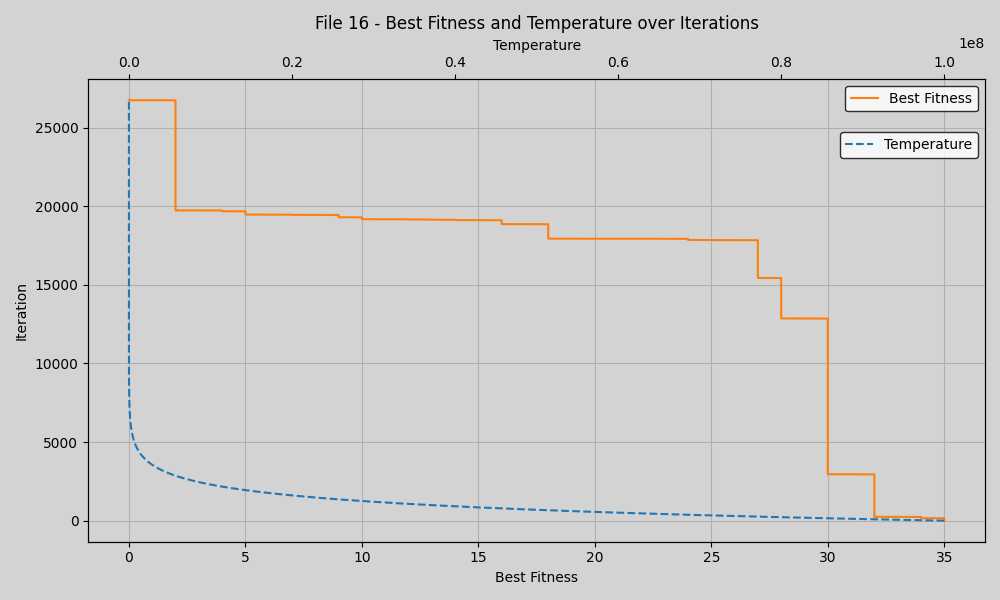 File 16 - Best Fitness and Temperature over Iterations
Temperature
1e8
0.0 0.2 0.4 0.6 0.8 1.0
Best Fitness
Temperature
25000
20000
15000
10000
5000
0
Iteration
0 5 10 15 20 25 30 35
Best Fitness